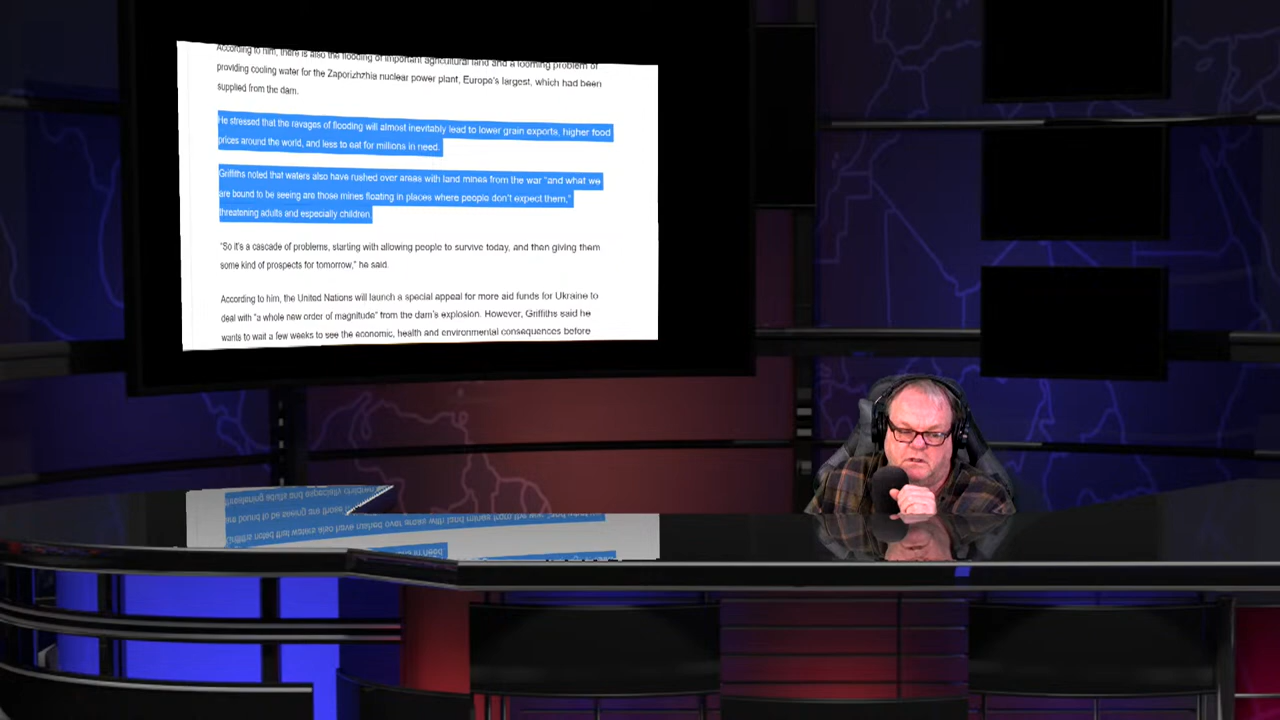 According to him, there is also the flooding of important agricultural land and a looming problem of
providing cooling water for the Zaporizhzhia nuclear power plant, Europe's largest, which had been
supplied from the dam.
He stressed that the ravages of flooding will almost inevitably lead to lower grain exports, higher food
prices around the world, and less to eat for millions in need.
Griffiths noted that waters also have rushed over areas with land mines from the war "and what we
are bound to be seeing are those mines floating in places where people don't expect them,"
threatening adults and especially children.
"So it's a cascade of problems, starting with allowing people to survive today, and then giving them
some kind of prospects for tomorrow," he said.
According to him, the United Nations will launch a special appeal for more aid funds for Ukraine to
deal with "a whole new order of magnitude" from the dam's explosion. However, Griffiths said he
wants to wait a few weeks to see the economic, health and environmental consequences before